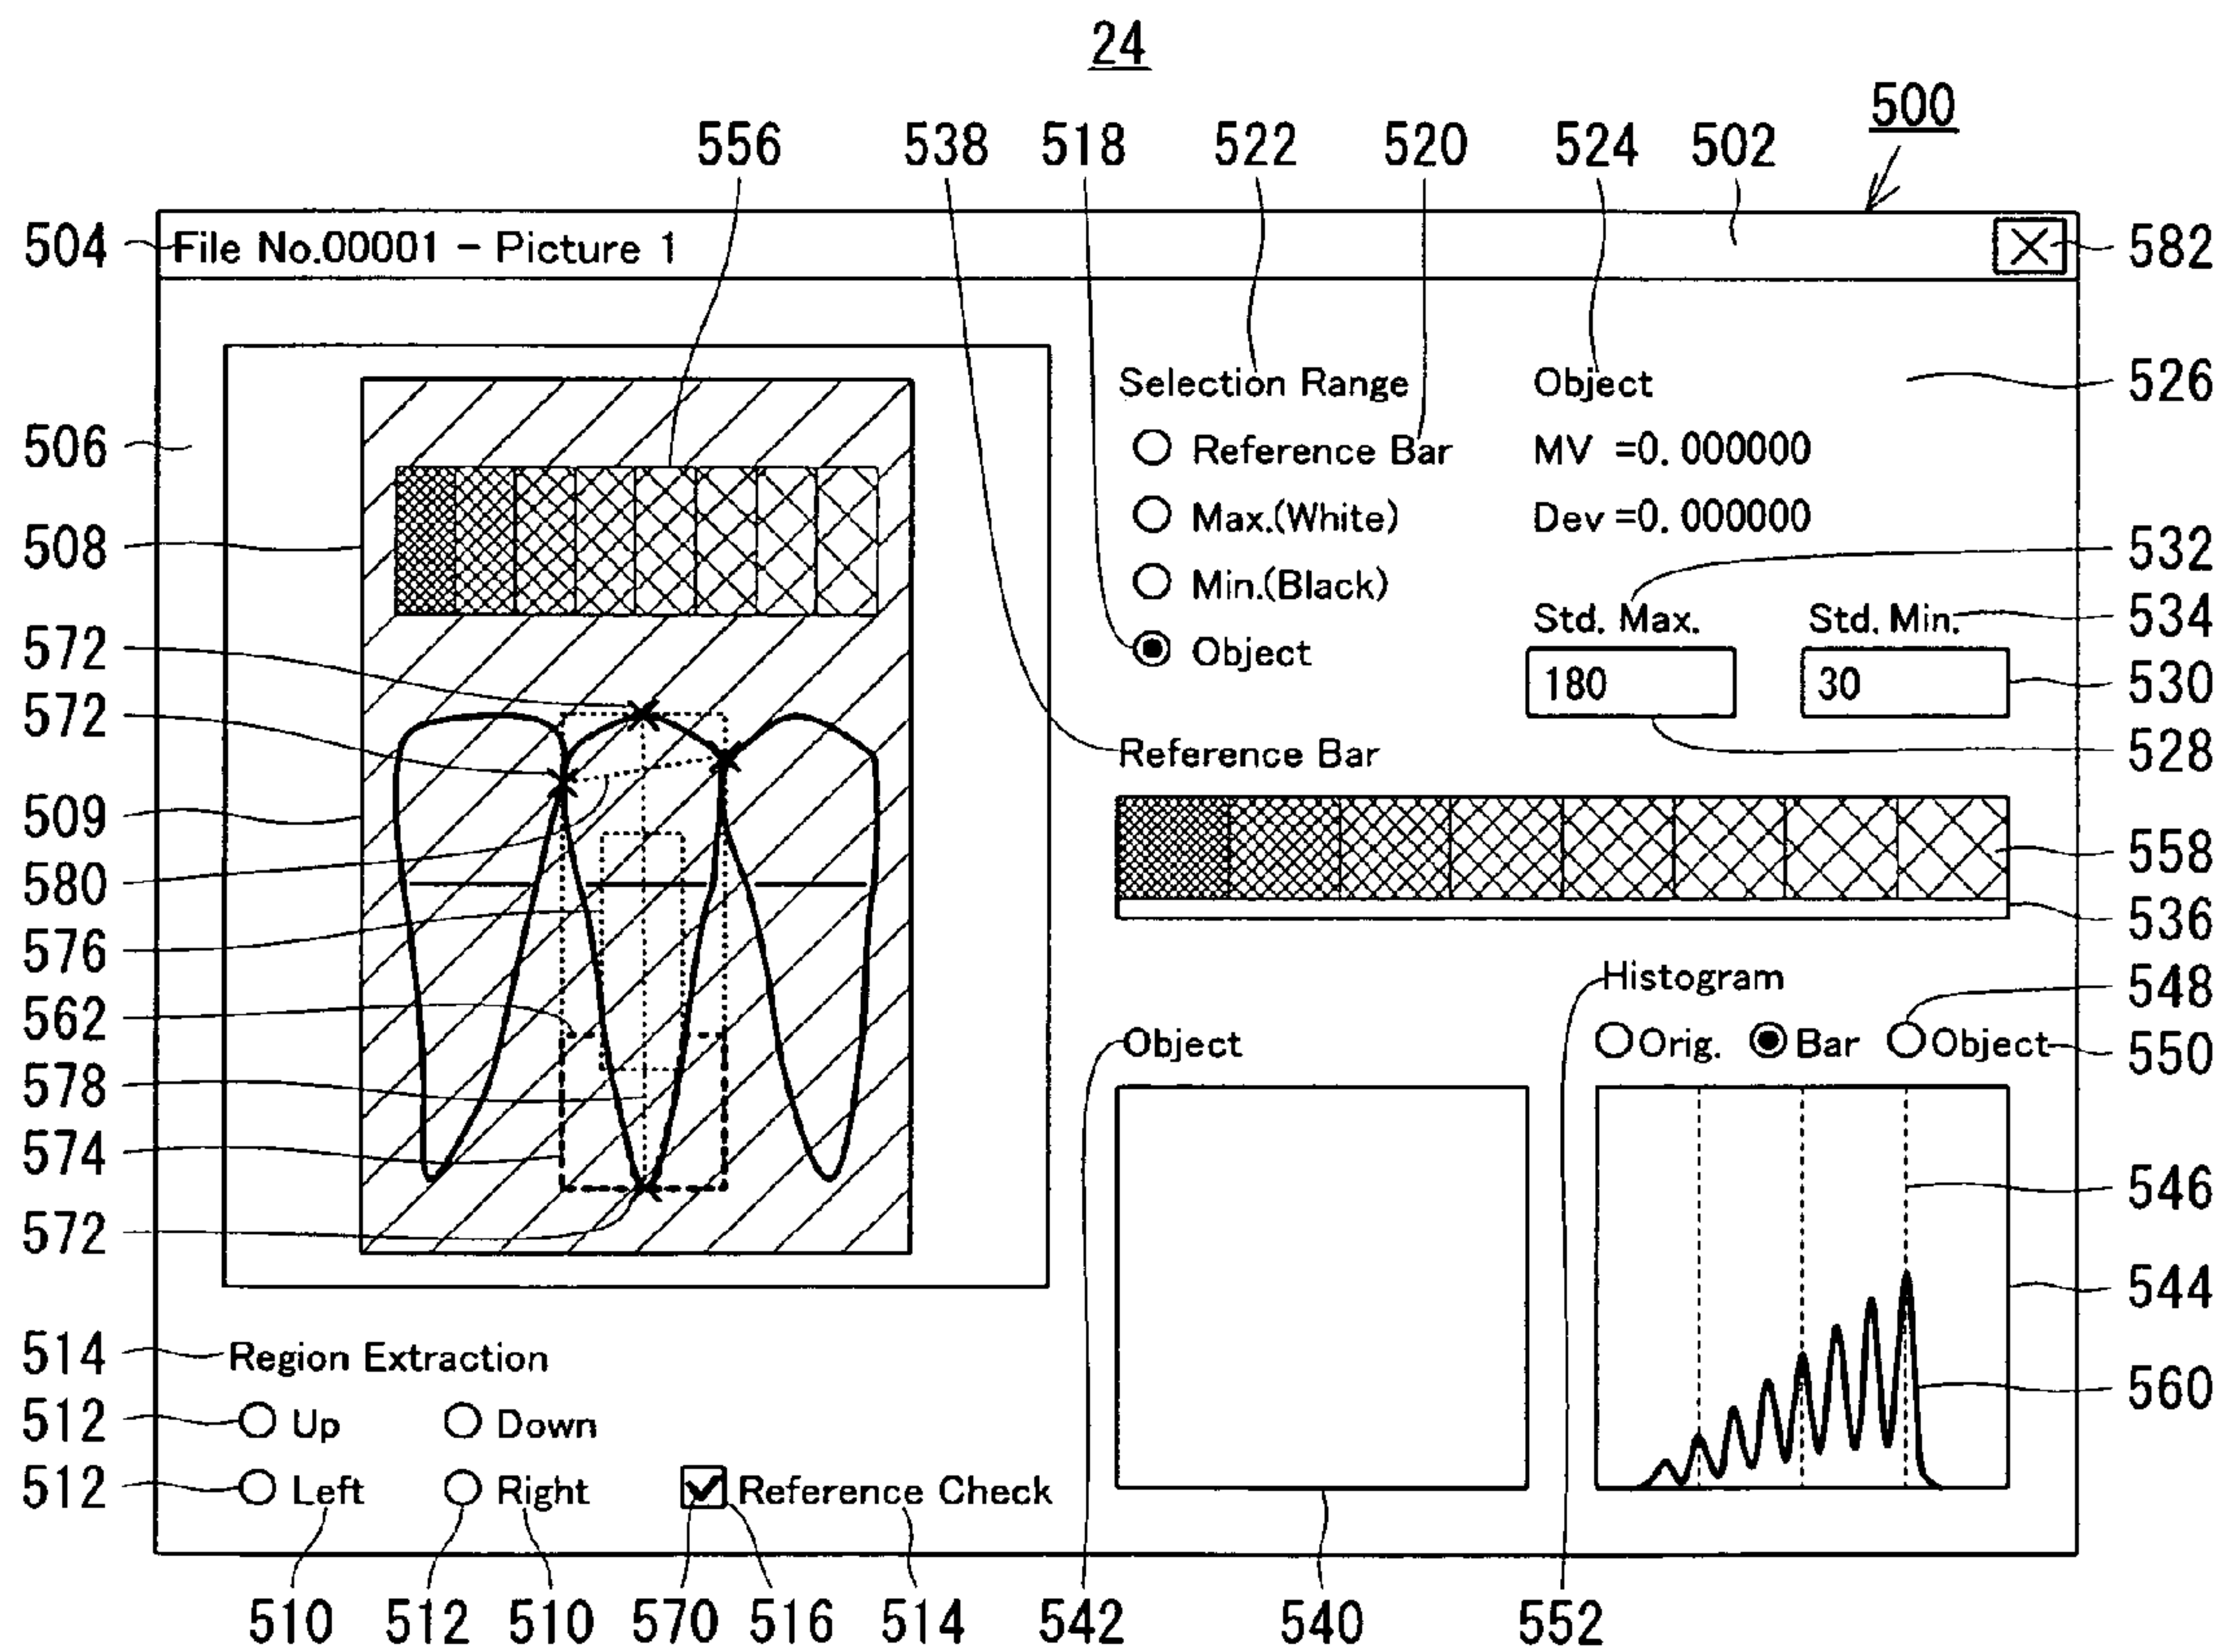 24
500
556 538 518 522 520 524 502
504 File No.00001 - Picture 1 582
Selection Range Object 526
506 Reference Bar MV =0.000000
Max.(White) Dev =0.000000
508 532
Min.(Black)
Std. Max. Std. Min. 534
572 Object
180 30 530
572
Reference Bar 528
509
558
580
536
576
Histogram 548
562
Object Orig. Bar Object 550
578
574
546
572
544
514 Region Extraction
560
512 Up Down
512 Left Right Reference Check
510 512 510 570 516 514 542 540 552